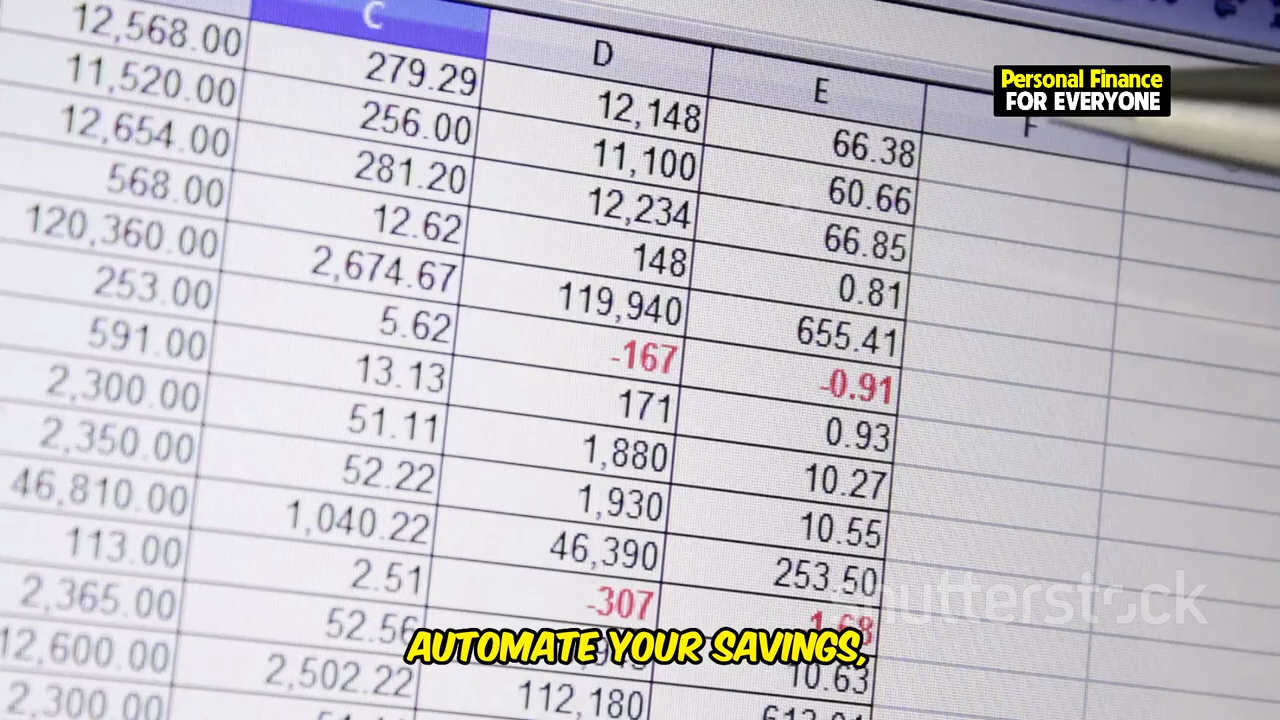 C
D
E
F
12,568.00 279.29 12,148 66.38
11,520.00 256.00 11,100 60.66
12,654.00 281.20 12,234 66.85
568.00 12.62 148 0.81
120,360.00 2,674.67 119,940 655.41
253.00 5.62 -167 -0.91
591.00 13.13 171 0.93
2,300.00 51.11 1,880 10.27
2,350.00 52.22 1,930 10.55
46,810.00 1,040.22 46,390 253.50
113.00 2.51 -307
2,365.00 52.56 10.63
12,600.00 2,502.22 112,180
2,300.00
Personal Finance
FOR EVERYONE
shutterstock
AUTOMATE YOUR SAVINGS,